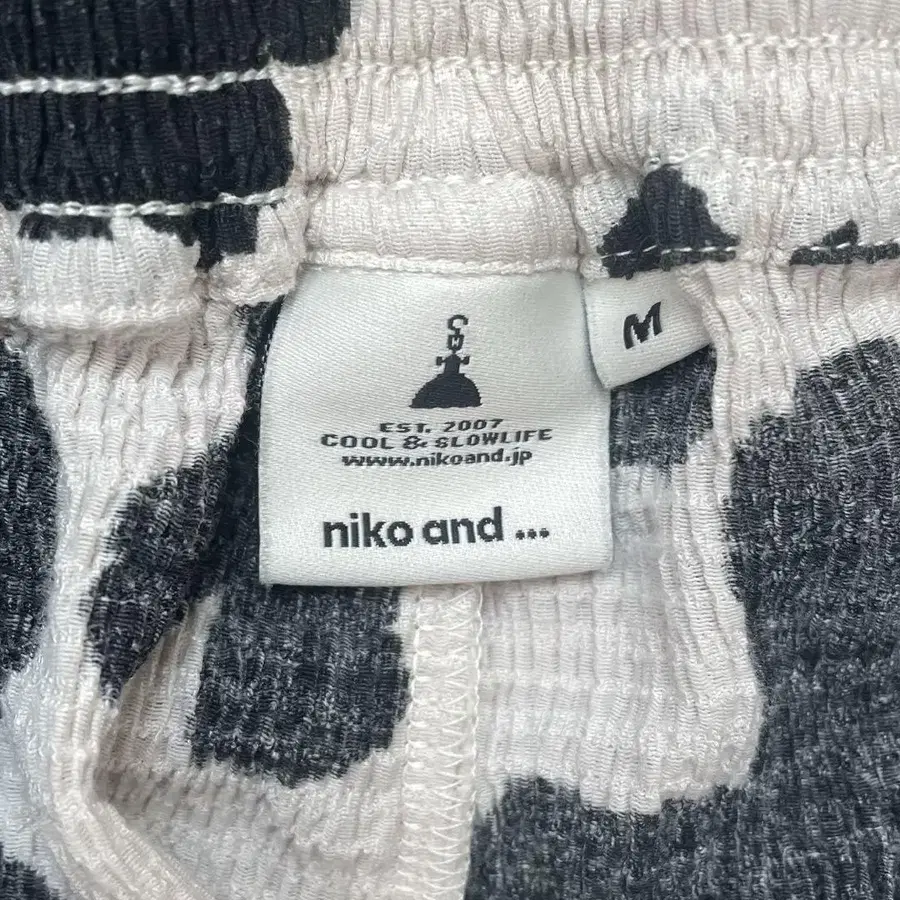 EST. 2007
COOL & SLOWLIFE
www.nikoand.jp
niko and ...
M